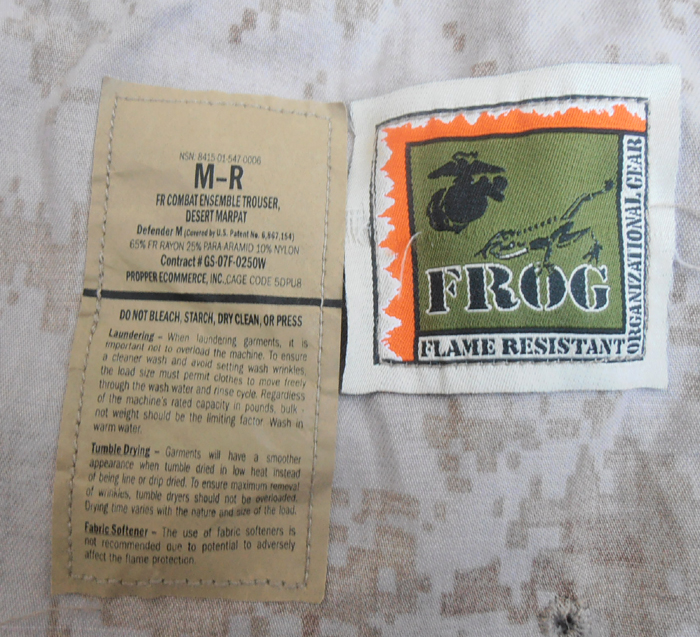 NSN: 8415-01-547-0006
M-R
FR COMBAT ENSEMBLE TROUSER,
DESERT MARPAT
Defender M (Covered by U.S. Patent No. 6,867,154)
65% FR RAYON 25% PARA-ARAMID 10% NYLON
Contract # GS-07F-0250W
PROPPER ECOMMERCE, INC. CAGE CODE 5DPU8
DO NOT BLEACH, STARCH, DRY CLEAN, OR PRESS
Laundering – When laundering garments, it is
important not to overload the machine. To ensure
a cleaner wash and avoid setting wash wrinkles,
the load size must permit clothes to move freely
through the wash water and rinse cycle. Regardless
of the machine's rated capacity in pounds, bulk -
not weight should be the limiting factor. Wash in
warm water.
Tumble Drying – Garments will have a smoother
appearance when tumble dried in low heat instead
of being line or drip dried. To ensure maximum removal
of wrinkles, tumble dryers should not be overloaded.
Drying time varies with the nature and size of the load.
Fabric Softener – The use of fabric softeners is
not recommended due to potential to adversely
affect the flame protection.
FROG
FLAME RESISTANT
ORGANIZATIONAL GEAR